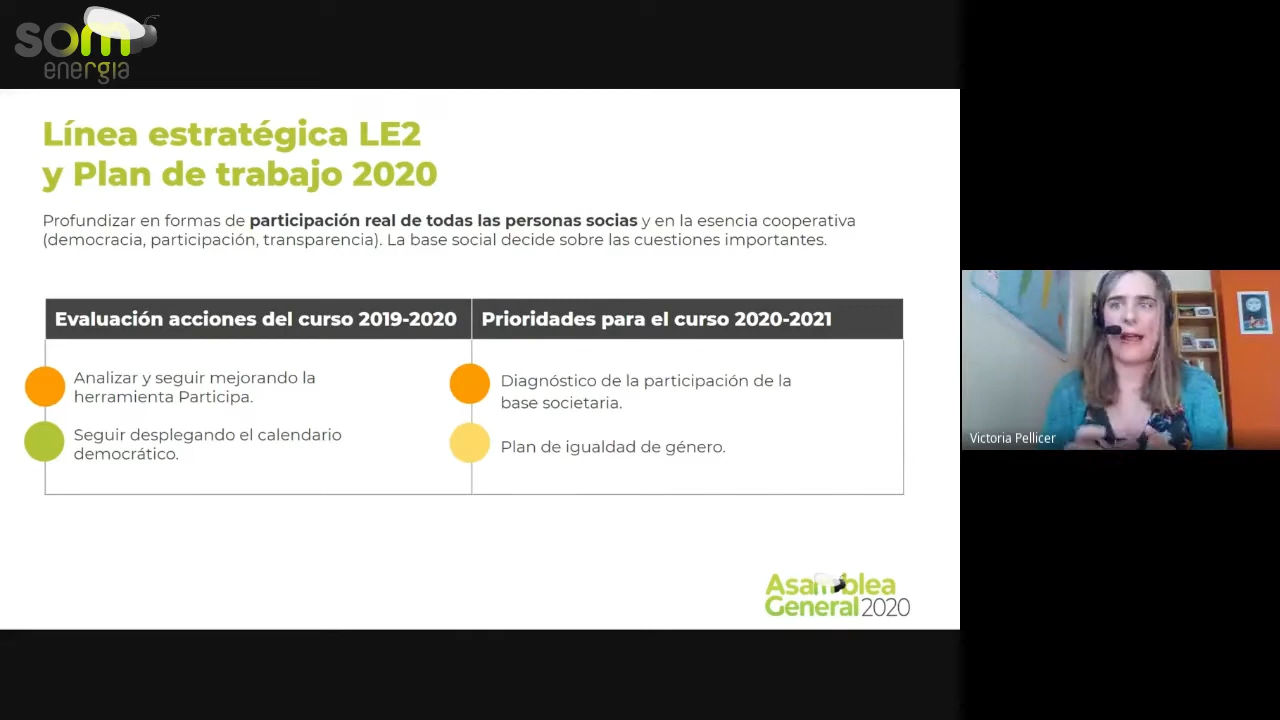 som
energia
Línea estratégica LE2
y Plan de trabajo 2020
Profundizar en formas de participación real de todas las personas socias y en la esencia cooperativa
(democracia, participación, transparencia). La base social decide sobre las cuestiones importantes.
Evaluación acciones del curso 2019-2020
Analizar y seguir mejorando la
herramienta Participa.
Seguir desplegando el calendario
democrático.
Prioridades para el curso 2020-2021
Diagnóstico de la participación de la
base societaria.
Plan de igualdad de género.
Asamblea
General 2020
Victoria Pellicer